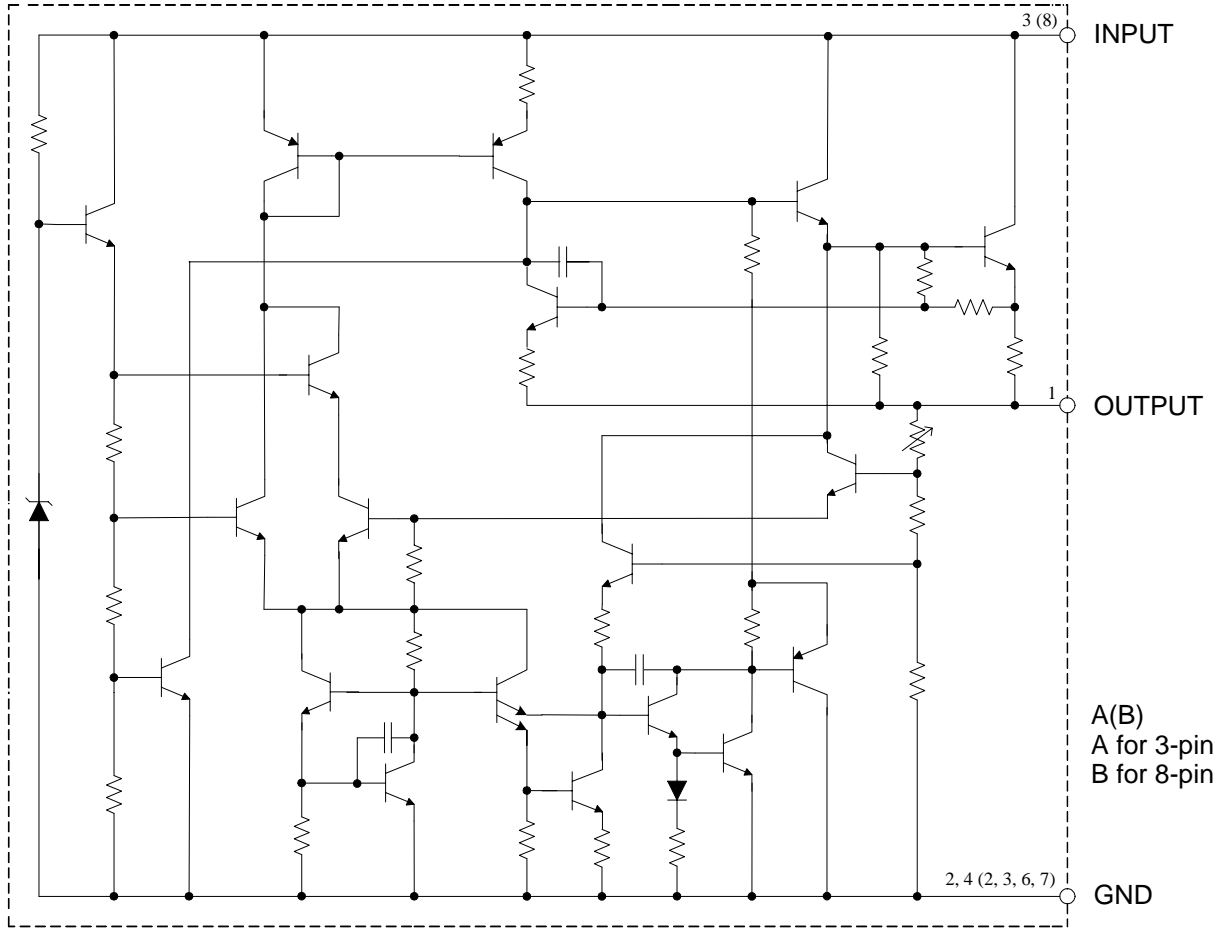 3 (8)
INPUT
1
OUTPUT
A(B)
A for 3-pin
B for 8-pin
2, 4 (2, 3, 6, 7)
GND